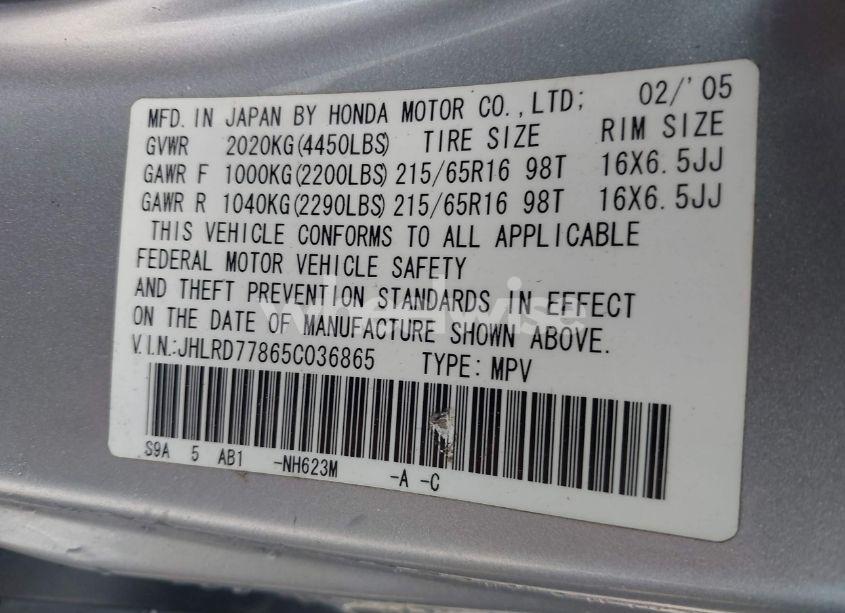 MFD. IN JAPAN BY HONDA MOTOR CO.,LTD; 02/'05
GVWR 2020KG(4450LBS) TIRE SIZE RIM SIZE
GAWR F 1000KG(2200LBS) 215/65R16 98T 16X6.5JJ
GAWR R 1040KG(2290LBS) 215/65R16 98T 16X6.5JJ
THIS VEHICLE CONFORMS TO ALL APPLICABLE
FEDERAL MOTOR VEHICLE SAFETY
AND THEFT PREVENTION STANDARDS IN EFFECT
ON THE DATE OF MANUFACTURE SHOWN ABOVE.
V.I.N.:JHLRD77865C036865 TYPE: MPV
S9A 5 AB1 -NH623M -A -C